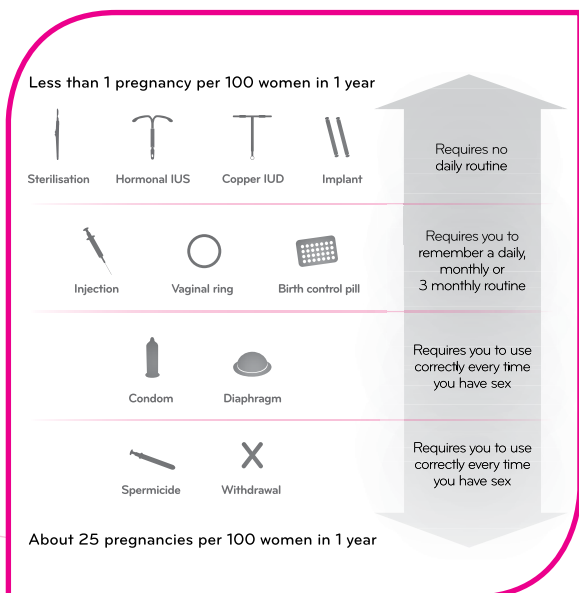 Less than 1 pregnancy per 100 women in 1 year
Requires no
daily routine
Sterilisation
Hormonal IUS
Copper IUD
Implant
Requires you to
remember a daily,
monthly or
3 monthly routine
Injection
Vaginal ring
Birth control pill
Requires you to use
correctly every time
you have sex
Condom
Diaphragm
Requires you to use
correctly every time
you have sex
Spermicide
Withdrawal
About 25 pregnancies per 100 women in 1 year